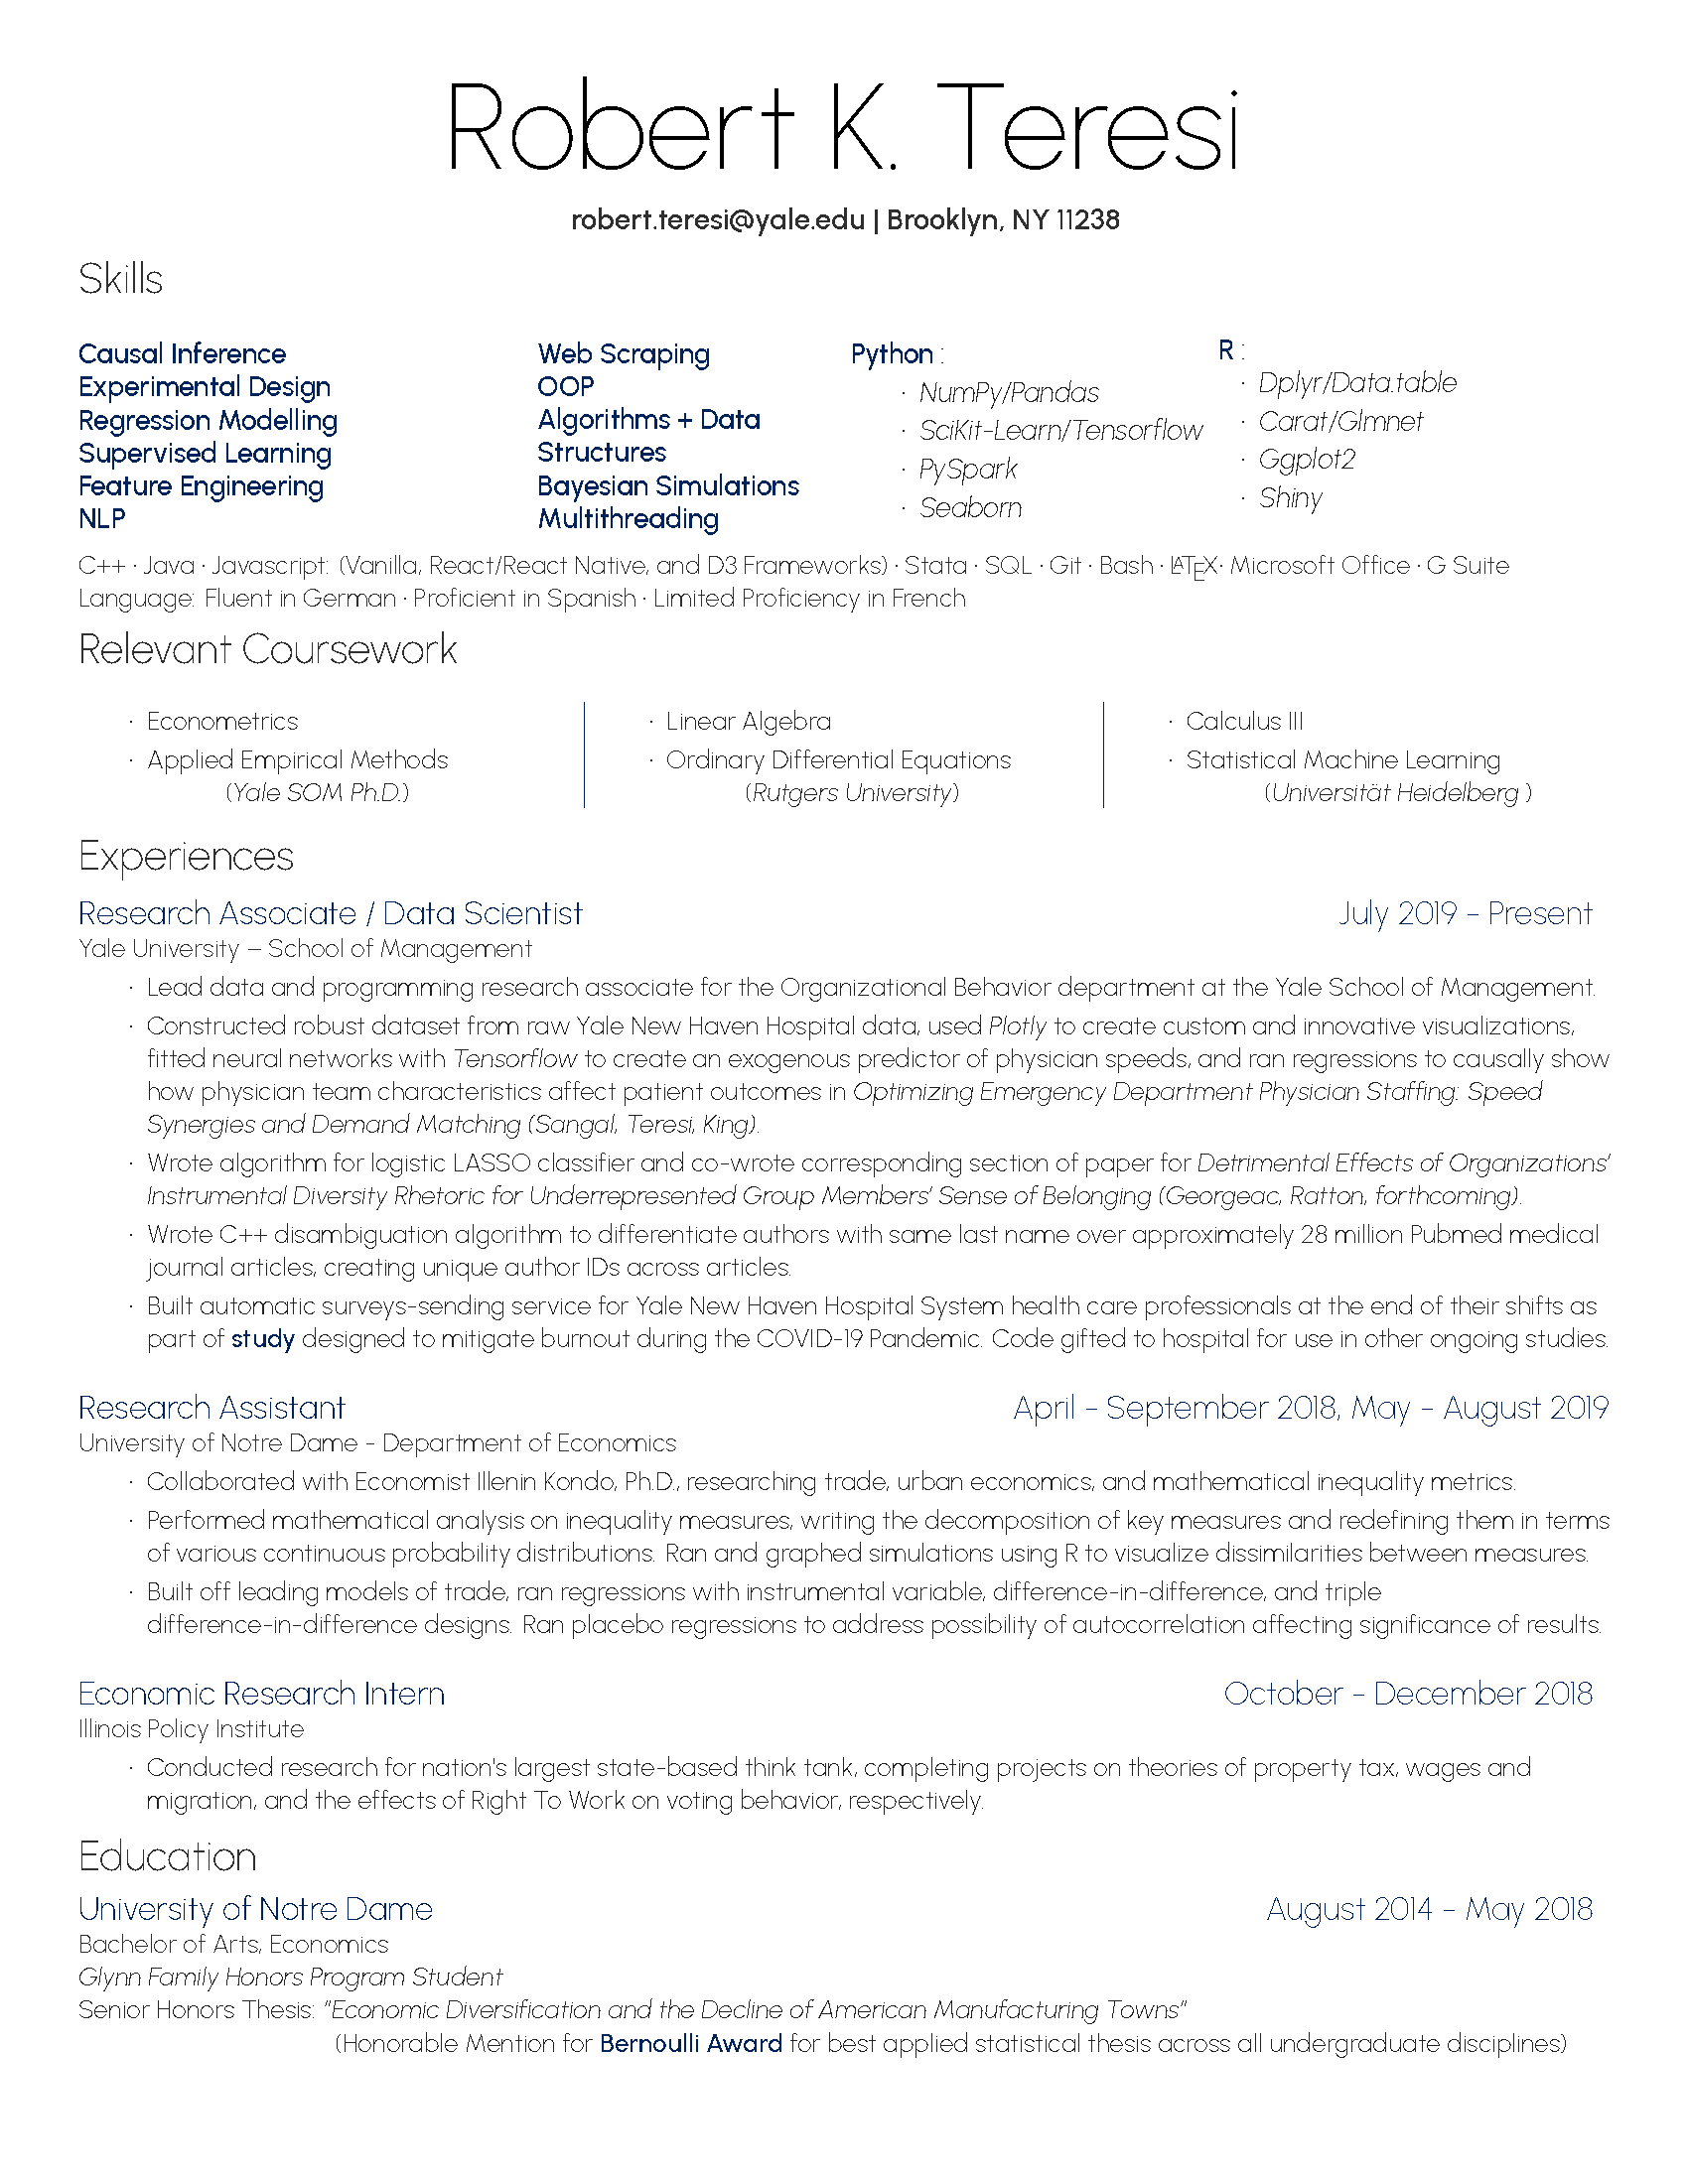 Robert K. Teresi
robert.teresi@yale.edu | Brooklyn, NY 11238
Skills
Causal Inference
Experimental Design
Regression Modelling
Supervised Learning
Feature Engineering
NLP
Web Scraping
OOP
Algorithms + Data
Structures
Bayesian Simulations
Multithreading
Python :
· NumPy/Pandas
· SciKit-Learn/Tensorflow
· PySpark
· Seaborn
R :
· Dplyr/Data.table
· Carat/Glmnet
· Ggplot2
· Shiny
C++ · Java · Javascript: (Vanilla, React/React Native, and D3 Frameworks) · Stata · SQL · Git · Bash · LATEX· Microsoft Office · G Suite
Language: Fluent in German · Proficient in Spanish · Limited Proficiency in French
Relevant Coursework
· Econometrics
· Applied Empirical Methods
(Yale SOM Ph.D.)
· Linear Algebra
· Ordinary Differential Equations
(Rutgers University)
· Calculus III
· Statistical Machine Learning
(Universität Heidelberg )
Experiences
Research Associate / Data Scientist July 2019 - Present
Yale University – School of Management
· Lead data and programming research associate for the Organizational Behavior department at the Yale School of Management.
· Constructed robust dataset from raw Yale New Haven Hospital data, used Plotly to create custom and innovative visualizations,
fitted neural networks with Tensorflow to create an exogenous predictor of physician speeds, and ran regressions to causally show
how physician team characteristics affect patient outcomes in Optimizing Emergency Department Physician Staffing: Speed
Synergies and Demand Matching (Sangal, Teresi, King).
· Wrote algorithm for logistic LASSO classifier and co-wrote corresponding section of paper for Detrimental Effects of Organizations'
Instrumental Diversity Rhetoric for Underrepresented Group Members' Sense of Belonging (Georgeac, Ratton, forthcoming).
· Wrote C++ disambiguation algorithm to differentiate authors with same last name over approximately 28 million Pubmed medical
journal articles, creating unique author IDs across articles.
· Built automatic surveys-sending service for Yale New Haven Hospital System health care professionals at the end of their shifts as
part of study designed to mitigate burnout during the COVID-19 Pandemic. Code gifted to hospital for use in other ongoing studies.
Research Assistant April - September 2018, May - August 2019
University of Notre Dame - Department of Economics
· Collaborated with Economist Illenin Kondo, Ph.D., researching trade, urban economics, and mathematical inequality metrics.
· Performed mathematical analysis on inequality measures, writing the decomposition of key measures and redefining them in terms
of various continuous probability distributions. Ran and graphed simulations using R to visualize dissimilarities between measures.
· Built off leading models of trade, ran regressions with instrumental variable, difference-in-difference, and triple
difference-in-difference designs. Ran placebo regressions to address possibility of autocorrelation affecting significance of results.
Economic Research Intern October - December 2018
Illinois Policy Institute
· Conducted research for nation's largest state-based think tank, completing projects on theories of property tax, wages and
migration, and the effects of Right To Work on voting behavior, respectively.
Education
University of Notre Dame August 2014 - May 2018
Bachelor of Arts, Economics
Glynn Family Honors Program Student
Senior Honors Thesis: "Economic Diversification and the Decline of American Manufacturing Towns"
(Honorable Mention for Bernoulli Award for best applied statistical thesis across all undergraduate disciplines)